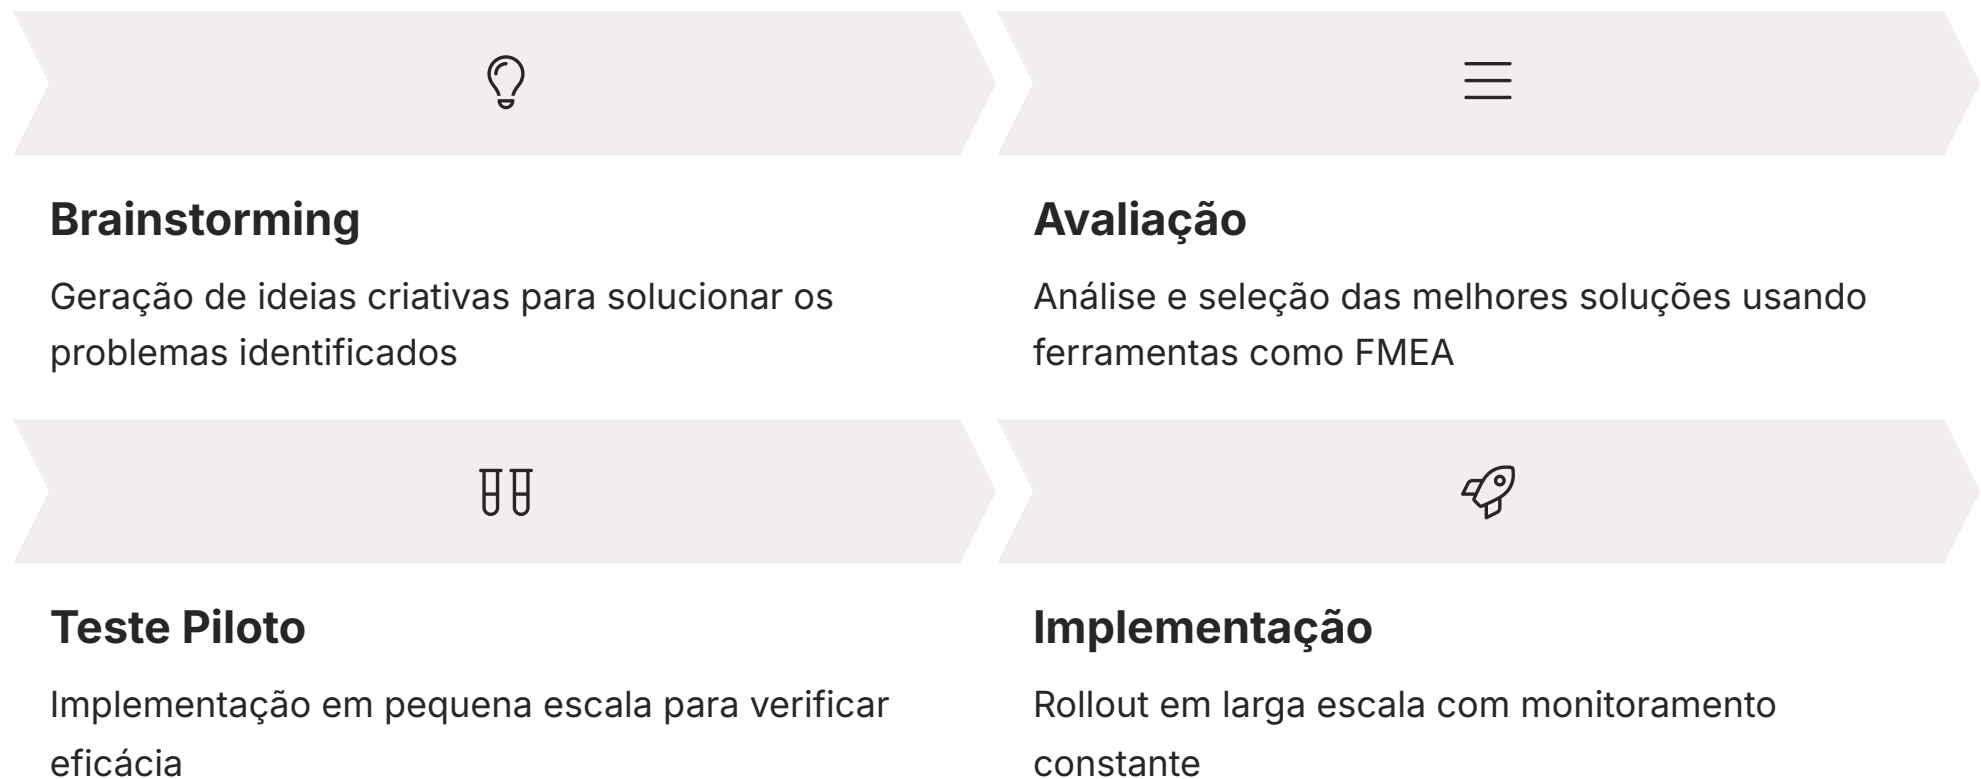 Brainstorming
Geração de ideias criativas para solucionar os
problemas identificados
Avaliação
Análise e seleção das melhores soluções usando
ferramentas como FMEA
Teste Piloto
Implementação em pequena escala para verificar
eficácia
Implementação
Rollout em larga escala com monitoramento
constante